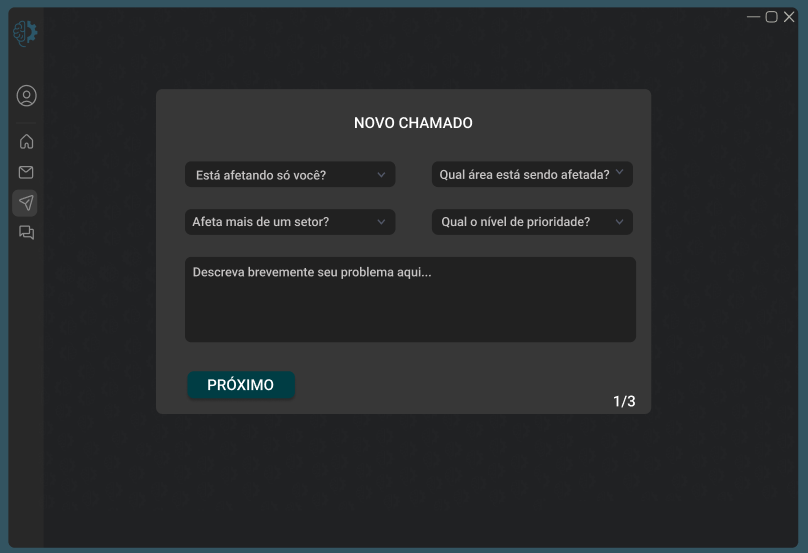 NOVO CHAMADO
Está afetando só você?
Qual área está sendo afetada?
Afeta mais de um setor?
Qual o nível de prioridade?
Descreva brevemente seu problema aqui...
PRÓXIMO
1/3